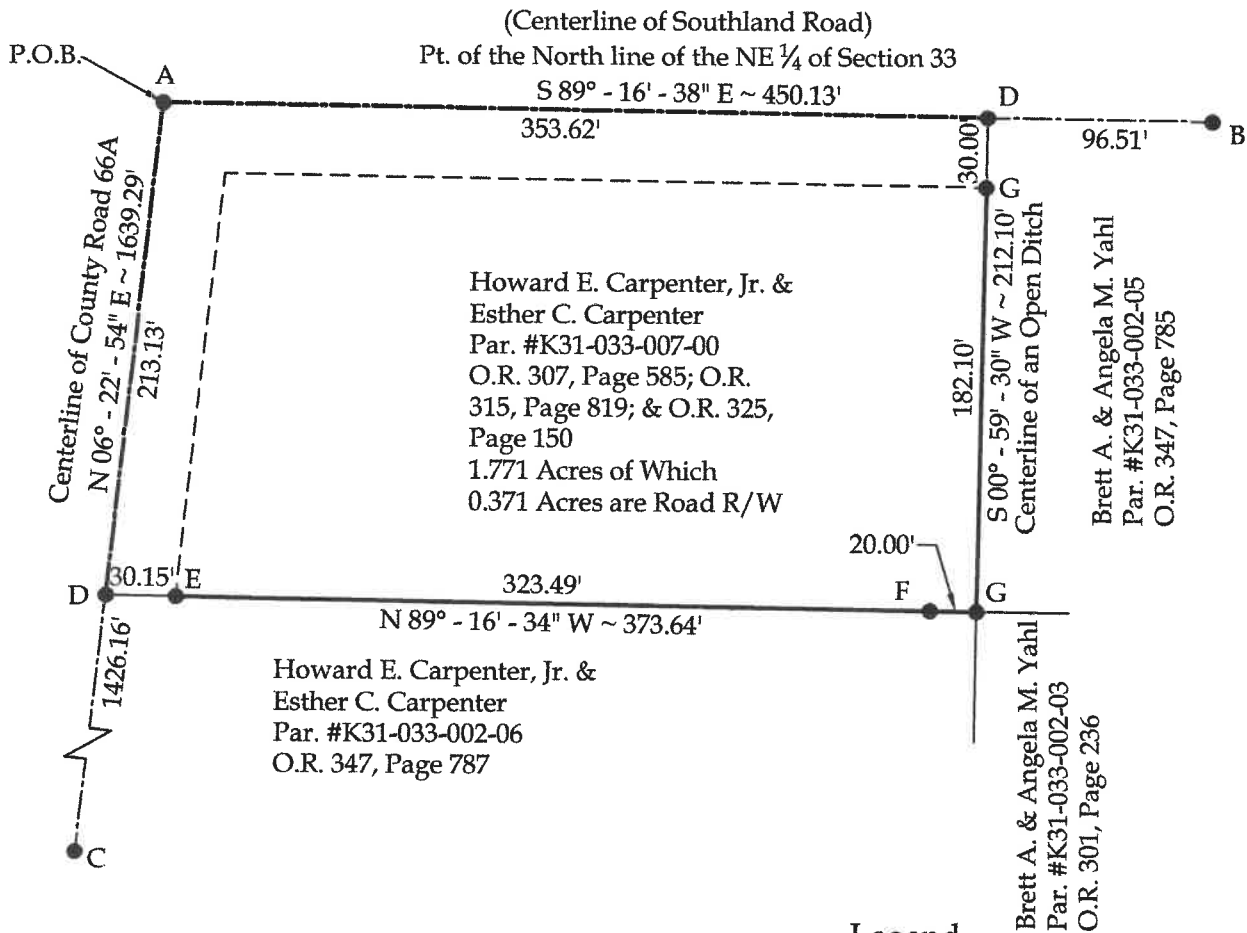 (Centerline of Southland Road)
P.O.B.
Pt. of the North line of the NE ¼ of Section 33
A
S 89° - 16' - 38" E ~ 450.13'
D
353.62'
96.51'
B
30.00'
G
Centerline of County Road 66A
N 06° - 22' - 54" E ~ 1639.29'
213.13'
Howard E. Carpenter, Jr. &
Esther C. Carpenter
Par. #K31-033-007-00
O.R. 307, Page 585; O.R.
315, Page 819; & O.R. 325,
Page 150
1.771 Acres of Which
0.371 Acres are Road R/W
182.10'
S 00° - 59' - 30" W ~ 212.10'
Centerline of an Open Ditch
Brett A. & Angela M. Yahl
Par. #K31-033-002-05
O.R. 347, Page 785
20.00'
D
30.15'
E
323.49'
F
G
N 89° - 16' - 34" W ~ 373.64'
1426.16'
Howard E. Carpenter, Jr. &
Esther C. Carpenter
Par. #K31-033-002-06
O.R. 347, Page 787
C
Brett A. & Angela M. Yahl
Par. #K31-033-002-03
O.R. 301, Page 236
Legend